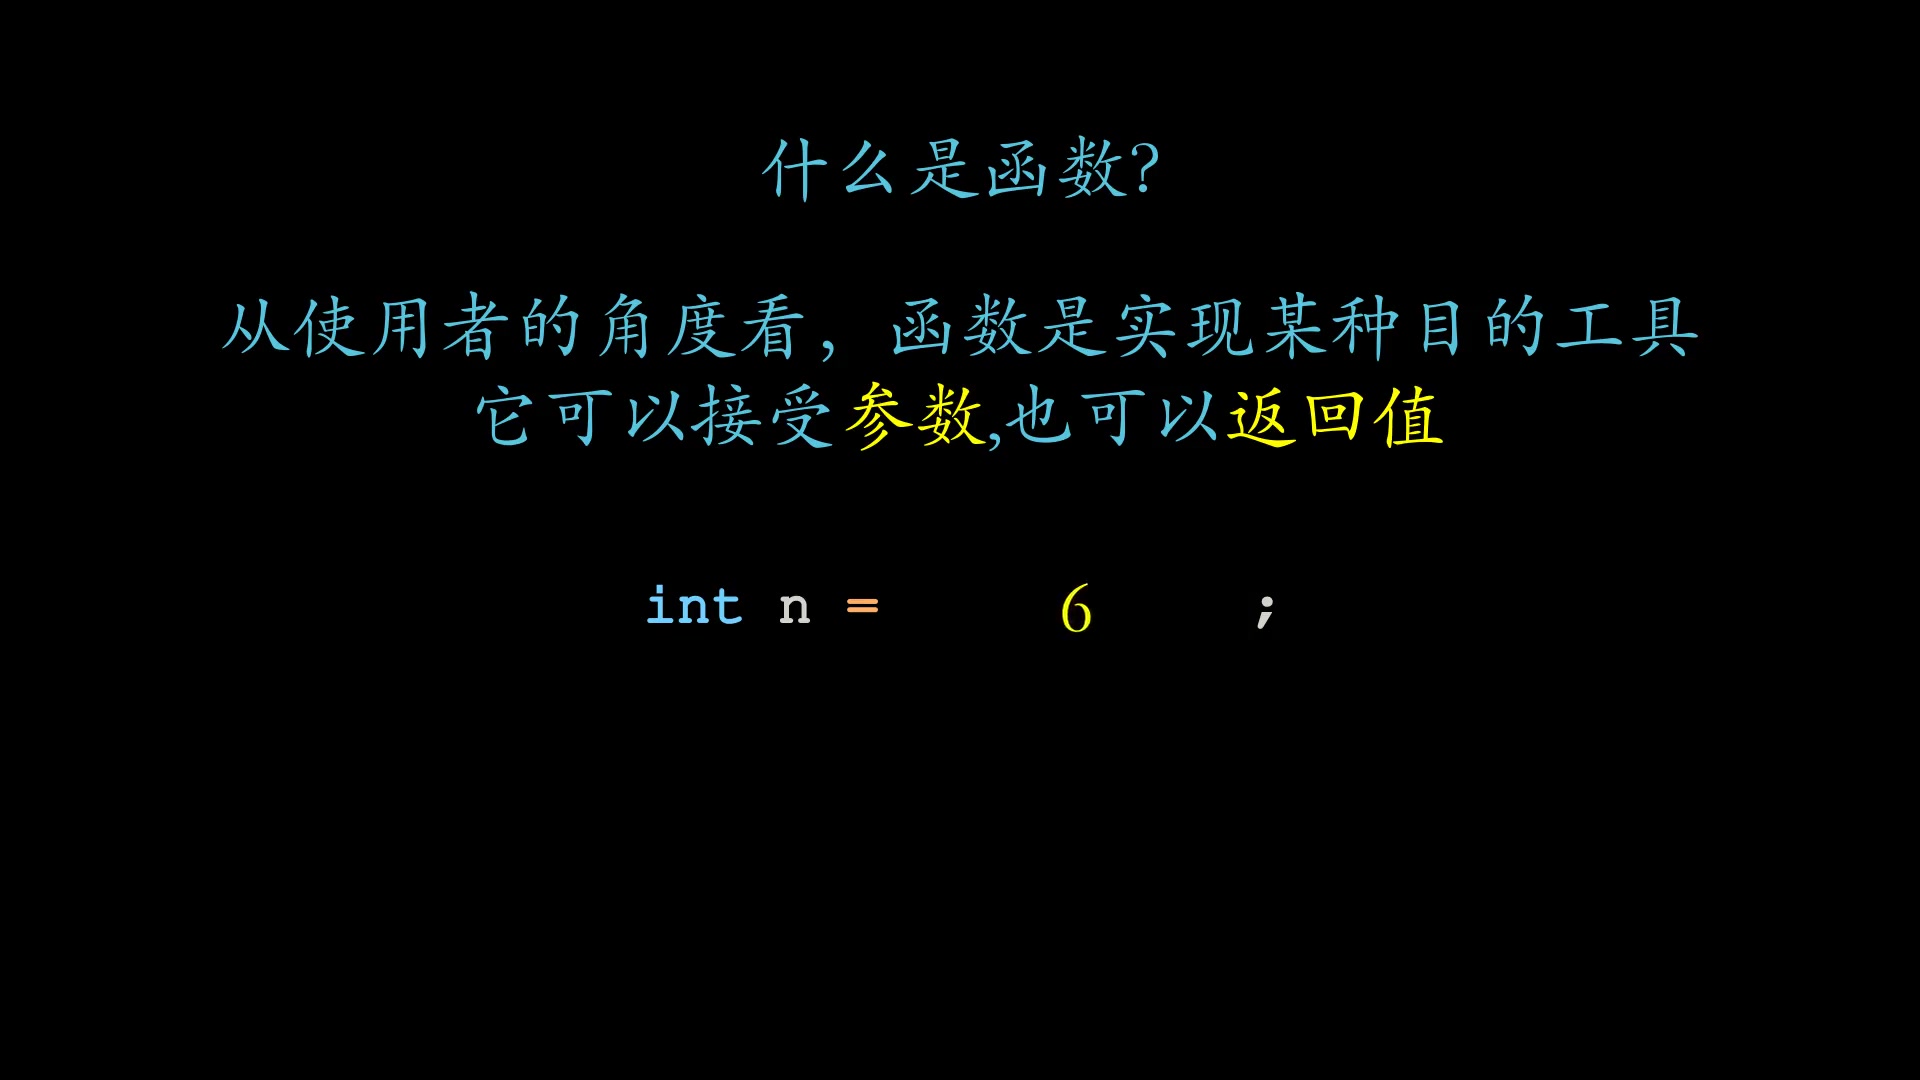 什么是函数?
从使用者的角度看，函数是实现某种目的工具
它可以接受参数,也可以返回值
int n = 6 ;